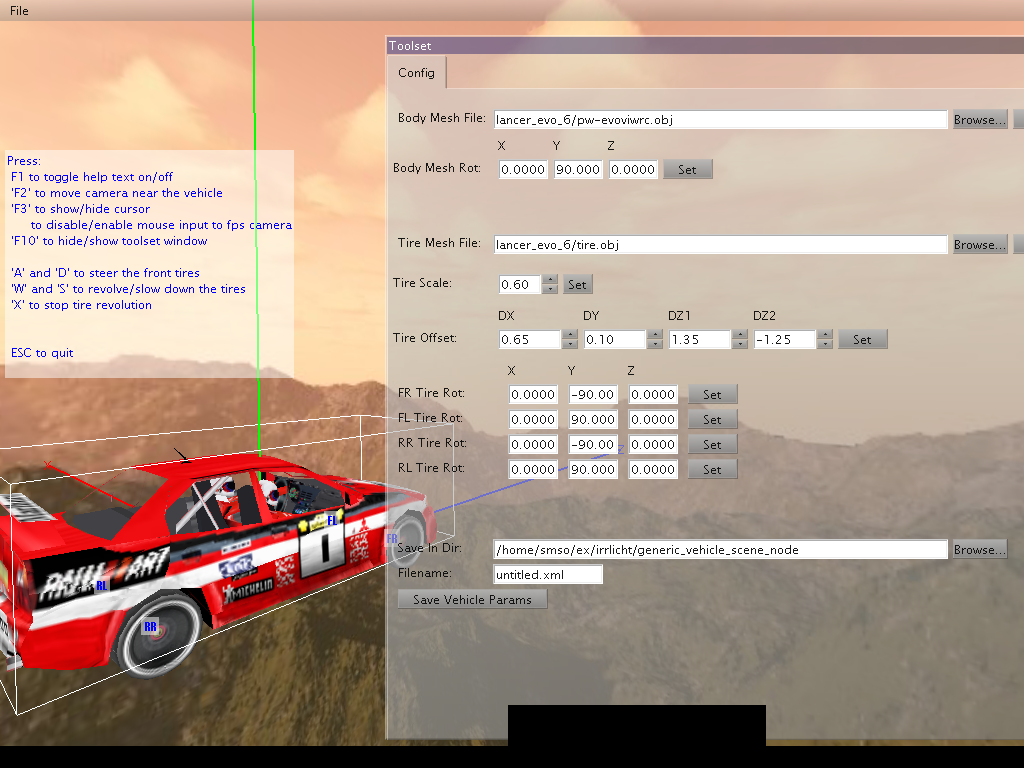 File
Toolset
Config
Body Mesh File: lancer_evo_6/pw-evoviwrc.obj Browse...
X Y Z
Body Mesh Rot: 0.0000 90.000 0.0000 Set
Press:
F1 to toggle help text on/off
'F2' to move camera near the vehicle
'F3' to show/hide cursor
to disable/enable mouse input to fps camera
'F10' to hide/show toolset window
'A' and 'D' to steer the front tires
'W' and 'S' to revolve/slow down the tires
'X' to stop tire revolution
ESC to quit
Tire Mesh File: lancer_evo_6/tire.obj Browse...
Tire Scale: 0.60 Set
DX DY DZ1 DZ2
Tire Offset: 0.65 0.10 1.35 -1.25 Set
X Y Z
FR Tire Rot: 0.0000 -90.00 0.0000 Set
FL Tire Rot: 0.0000 90.000 0.0000 Set
RR Tire Rot: 0.0000 -90.00 0.0000 Set
RL Tire Rot: 0.0000 90.000 0.0000 Set
FL
FR
1
RALLI ART
MICHELIN
RL
RR
Save In Dir: /home/smso/ex/irrlicht/generic_vehicle_scene_node Browse...
Filename: untitled.xml
Save Vehicle Params